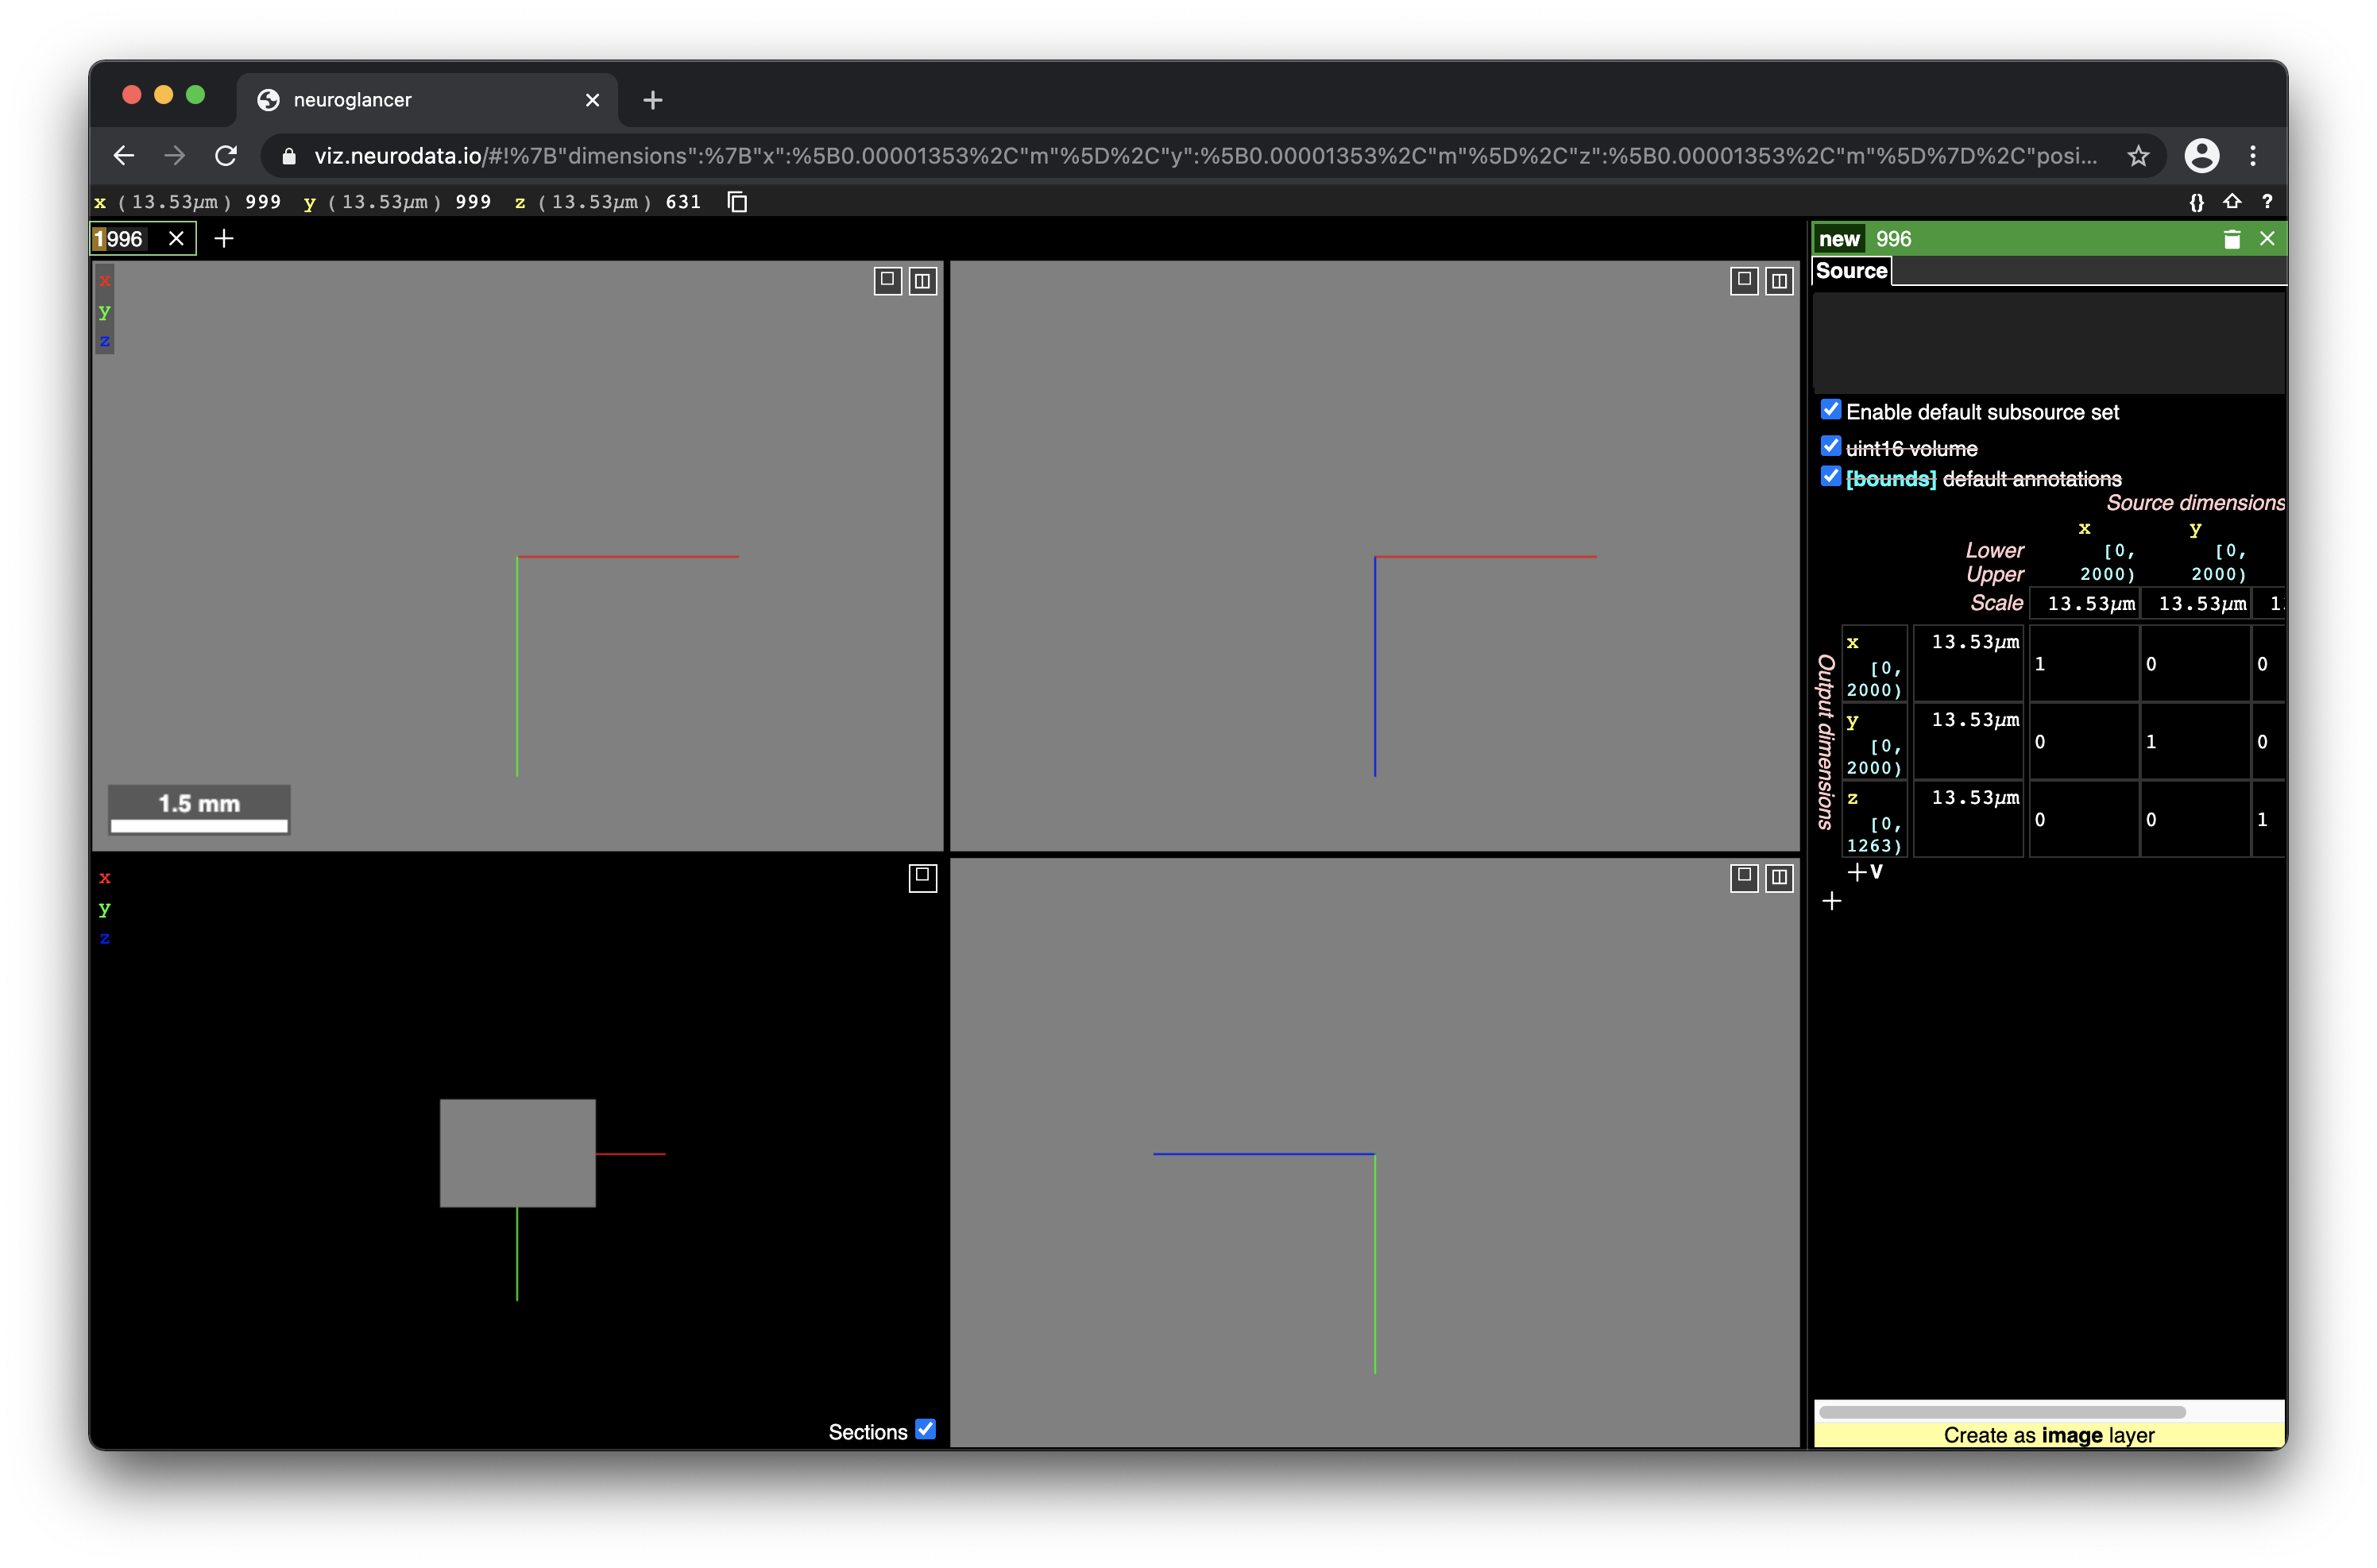 neuroglancer
viz.neurodata.io/#!%7B"dimensions":%7B"x":%5B0.00001353%2C"m"%5D%2C"y":%5B0.00001353%2C"m"%5D%2C"z":%5B0.00001353%2C"m"%5D%7D%2C"posi...
x (13.53µm) 999 y (13.53µm) 999 z (13.53µm) 631
{} ?
1 996
new 996
Source
x
y
z
1.5 mm
x
y
z
Sections
Enable default subsource set
uint16 volume
[bounds] default annotations
Source dimensions
x y
Lower [0, [0,
Upper 2000) 2000)
Scale 13.53µm 13.53µm 1
Output dimensions
x 13.53µm
[0, 1 0 0
2000)
y 13.53µm
[0, 0 1 0
2000)
z 13.53µm
[0, 0 0 1
1263)
+v
Create as image layer